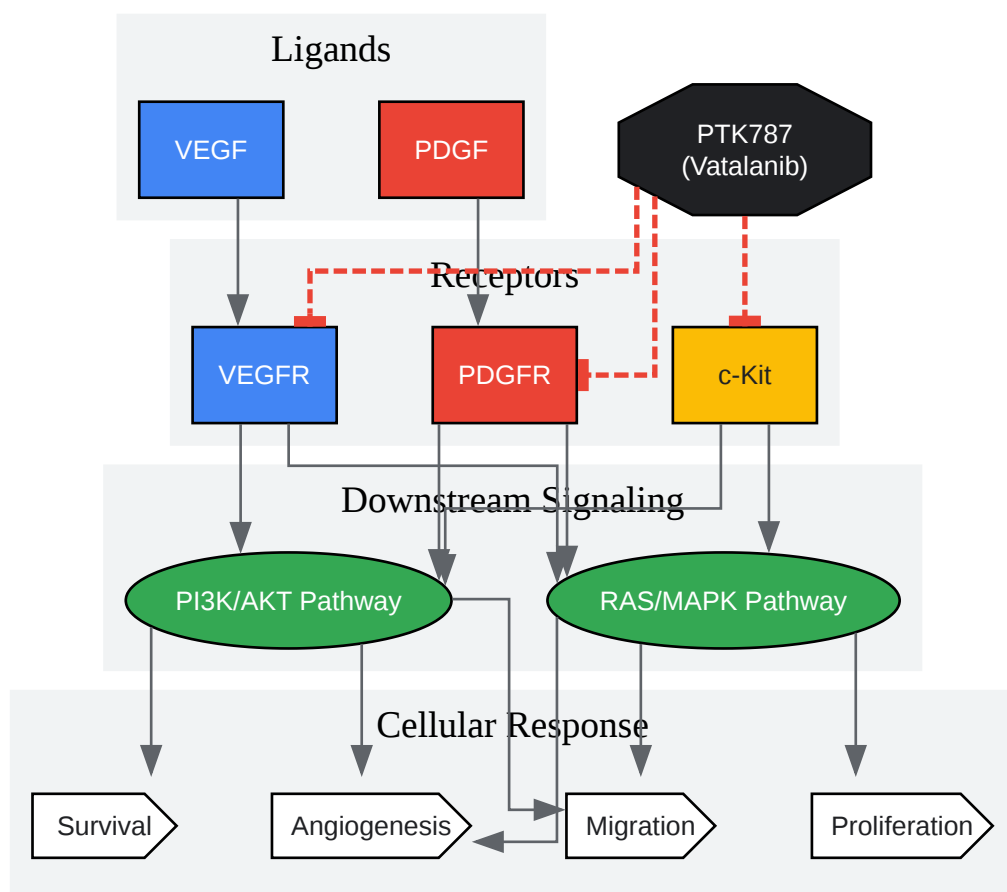 Ligands
VEGF
PDGF
PTK787
(Vatalanib)
Receptors
VEGFR
PDGFR
c-Kit
Downstream Signaling
PI3K/AKT Pathway
RAS/MAPK Pathway
Cellular Response
Survival
Angiogenesis
Migration
Proliferation